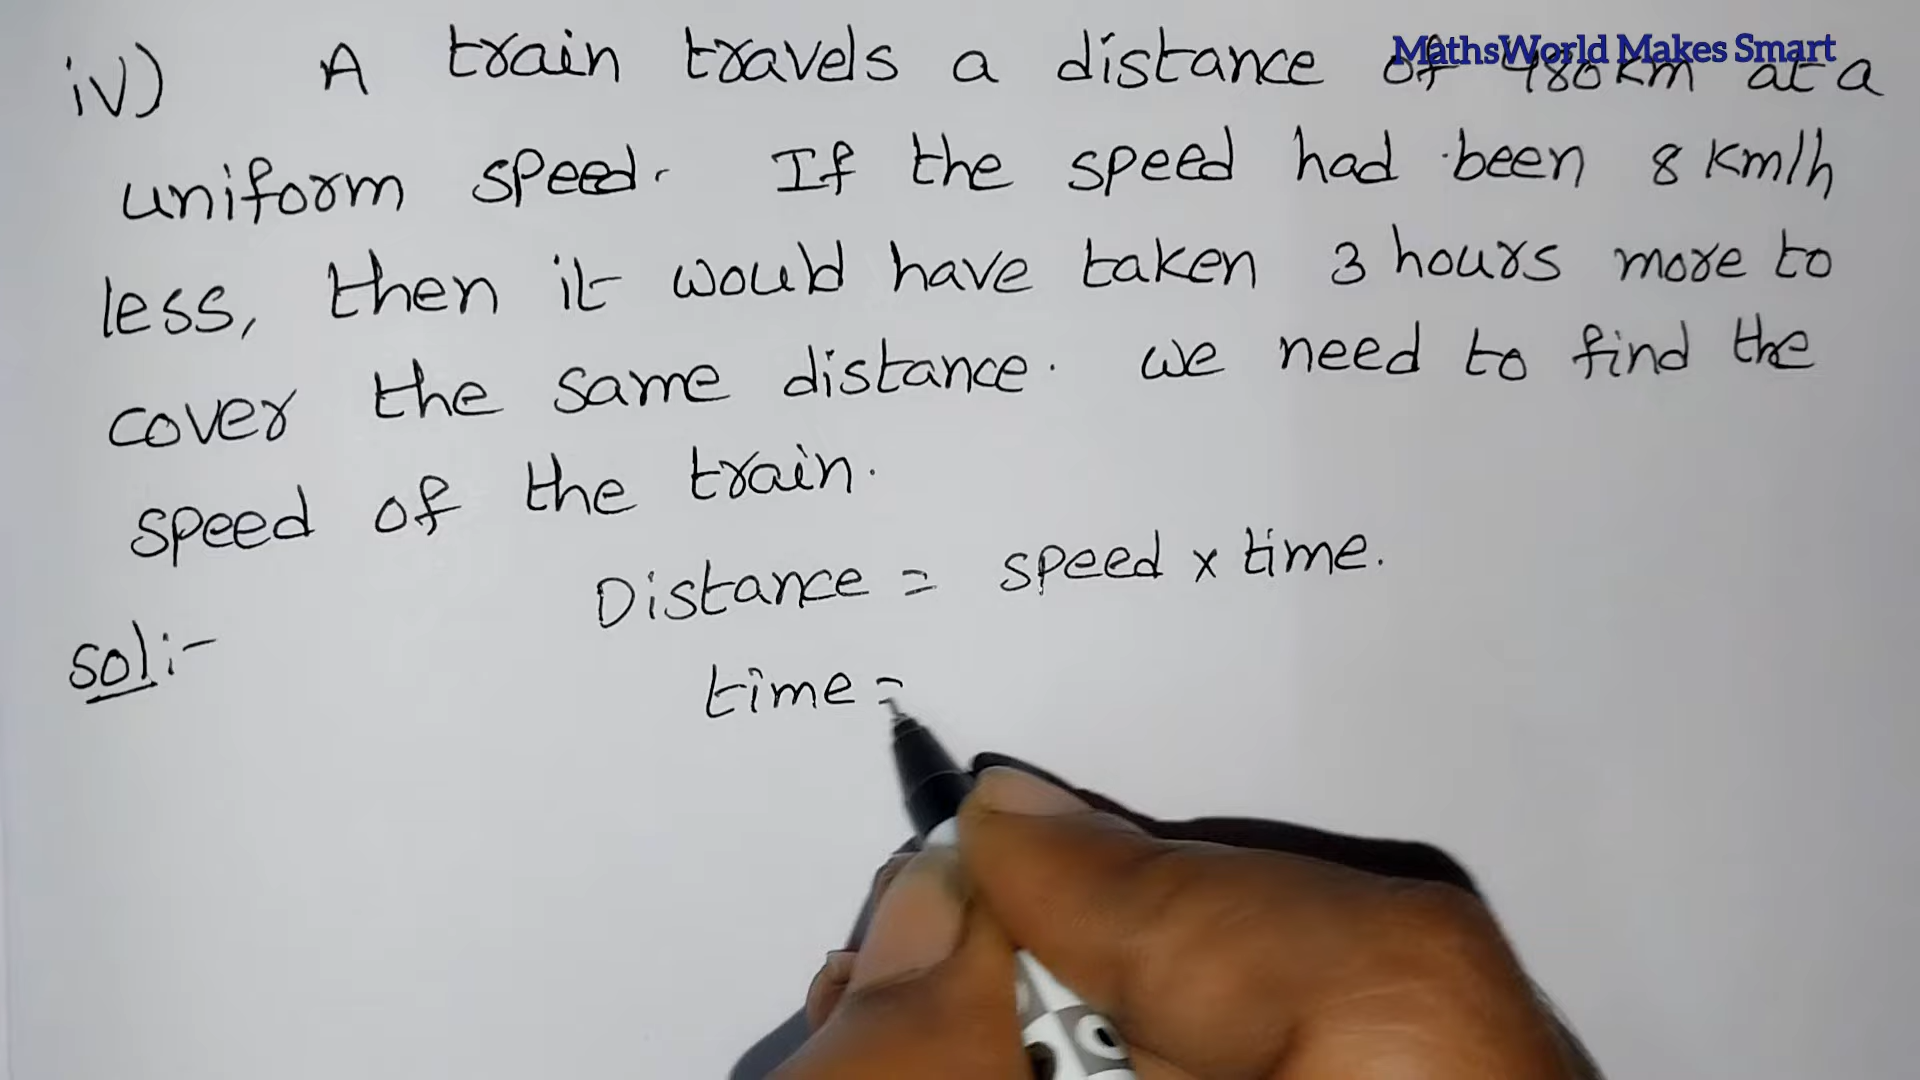 MathsWorld Makes Smart
iv) A train travels a distance of 480km at a
uniform speed. If the speed had been 8 Km/h
less, then it would have taken 3 hours more to
cover the same distance. we need to find the
speed of the train.
Distance = speed x time.
sol:-
time =